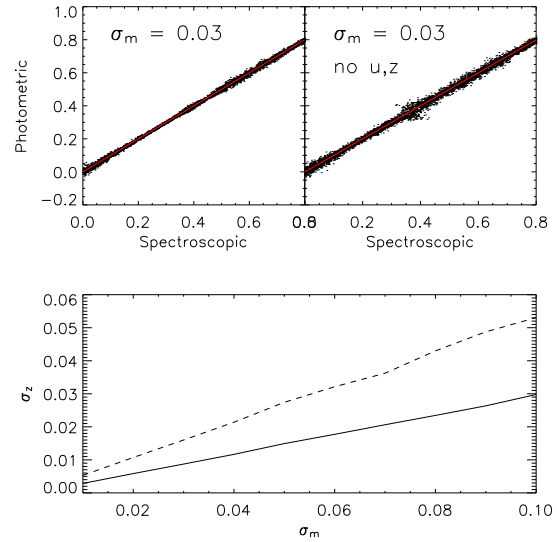 σm = 0.03
σm = 0.03
no u,z
Photometric
1.0
0.8
0.6
0.4
0.2
0.0
−0.2
0.0 0.2 0.4 0.6 0.8
0.0 0.2 0.4 0.6 0.8
Spectroscopic
Spectroscopic
σz
0.06
0.05
0.04
0.03
0.02
0.01
0.00
0.02 0.04 0.06 0.08 0.10
σm